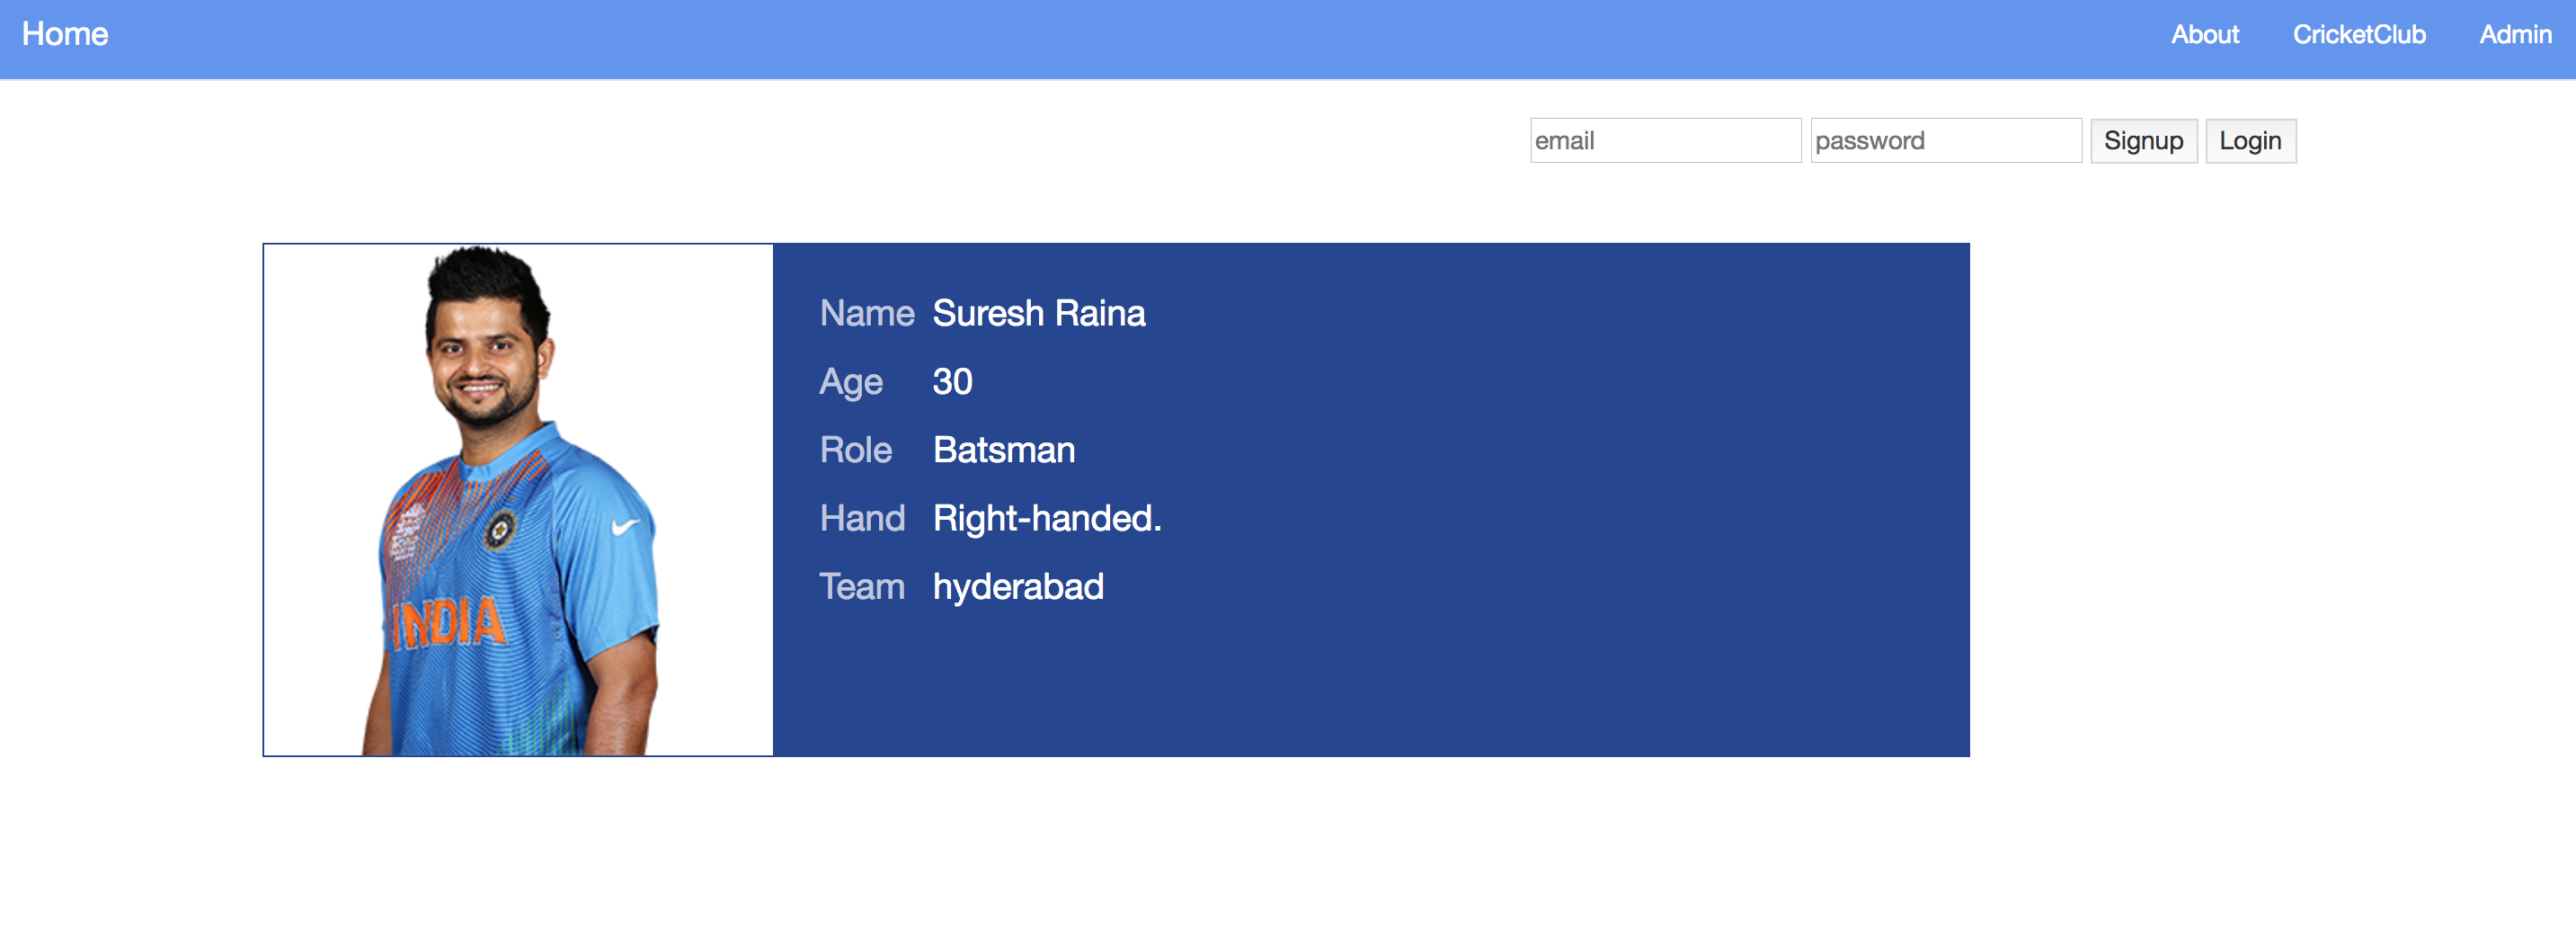 Home About CricketClub Admin
email password Signup Login
Name Suresh Raina
Age 30
Role Batsman
Hand Right-handed.
Team hyderabad
INDIA